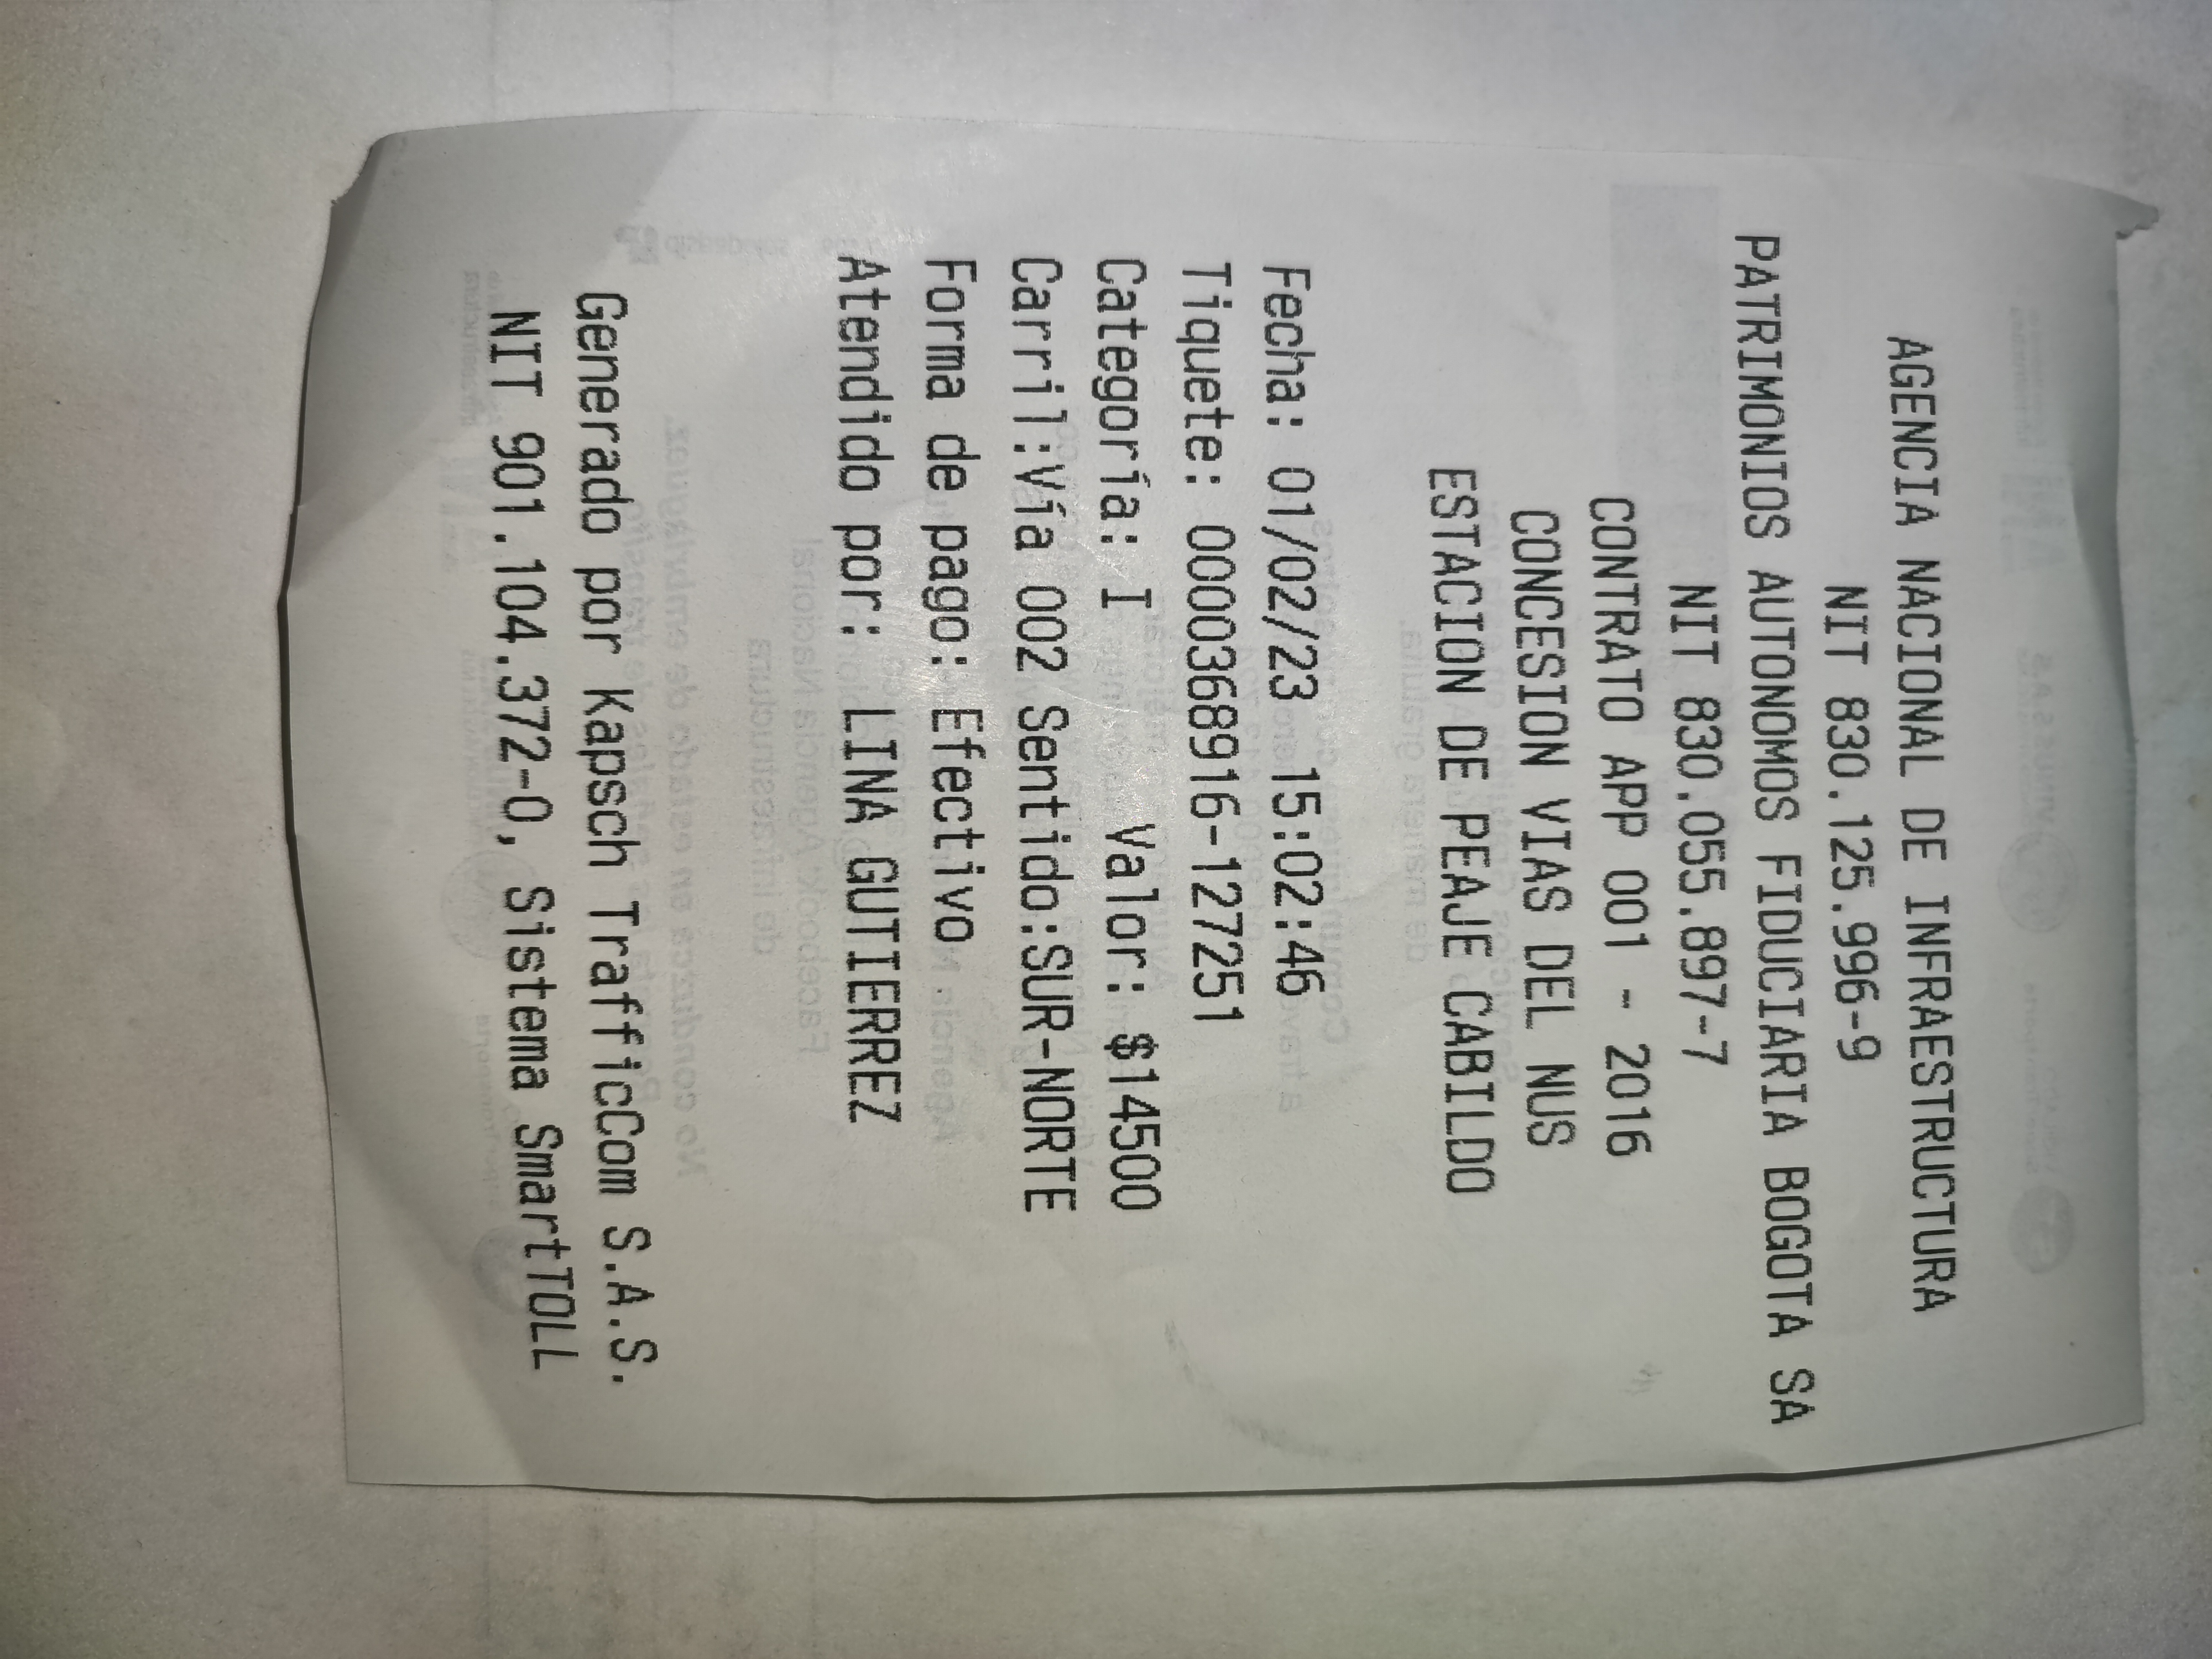 AGENCIA NACIONAL DE INFRAESTRUCTURA
NIT 830.125.996-9
PATRIMONIOS AUTONOMOS FIDUCIARIA BOGOTA SA
NIT 830.055.897-7
CONTRATO APP 001 - 2016
CONCESION VIAS DEL NUS
ESTACION DE PEAJE CABILDO
Fecha: 01/02/23 15:02:46
Tiquete: 0000368916-127251
Categoría: I Valor: $14500
Carril:Vía 002 Sentido:SUR-NORTE
Forma de pago: Efectivo
Atendido por: LINA GUTIERREZ
Generado por Kapsch TrafficCom S.A.S.
NIT 901.104.372-0, Sistema SmartTOLL